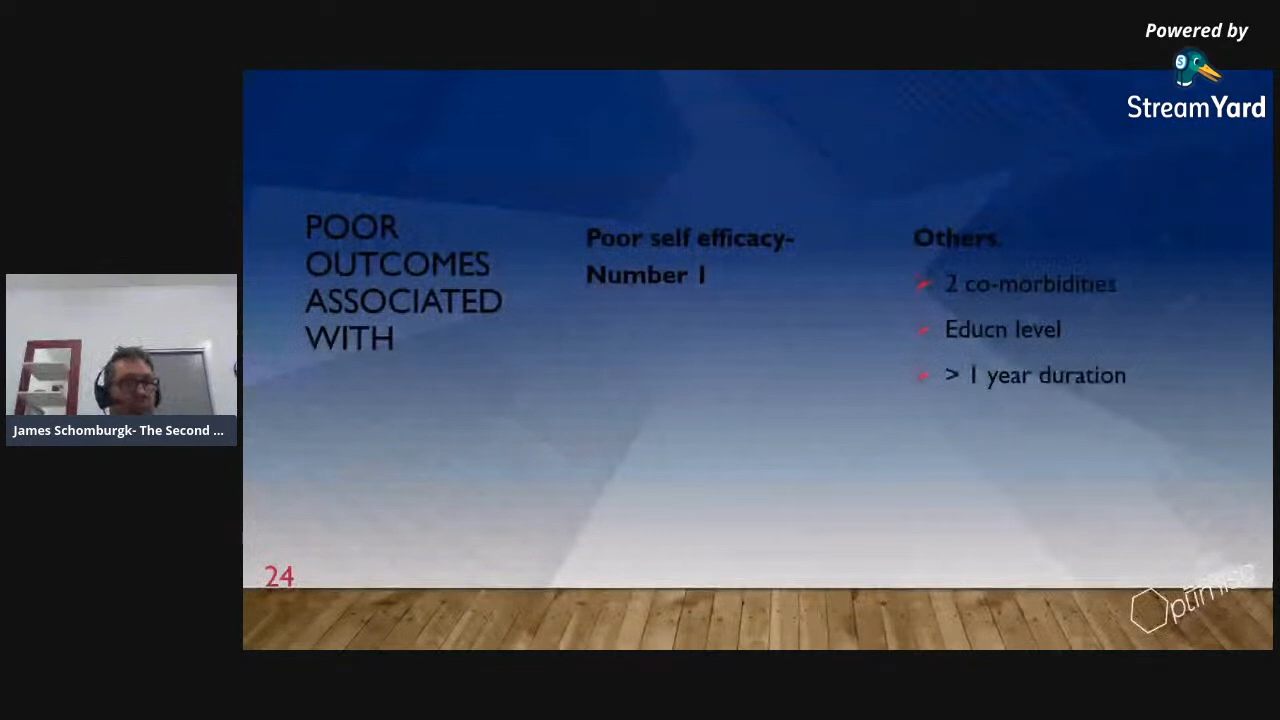 Powered by
StreamYard
POOR
OUTCOMES
ASSOCIATED
WITH
Poor self efficacy-
Number 1
Others.
2 co-morbidities
Educn level
> 1 year duration
James Schomburgk- The Second ...
24
Optimise